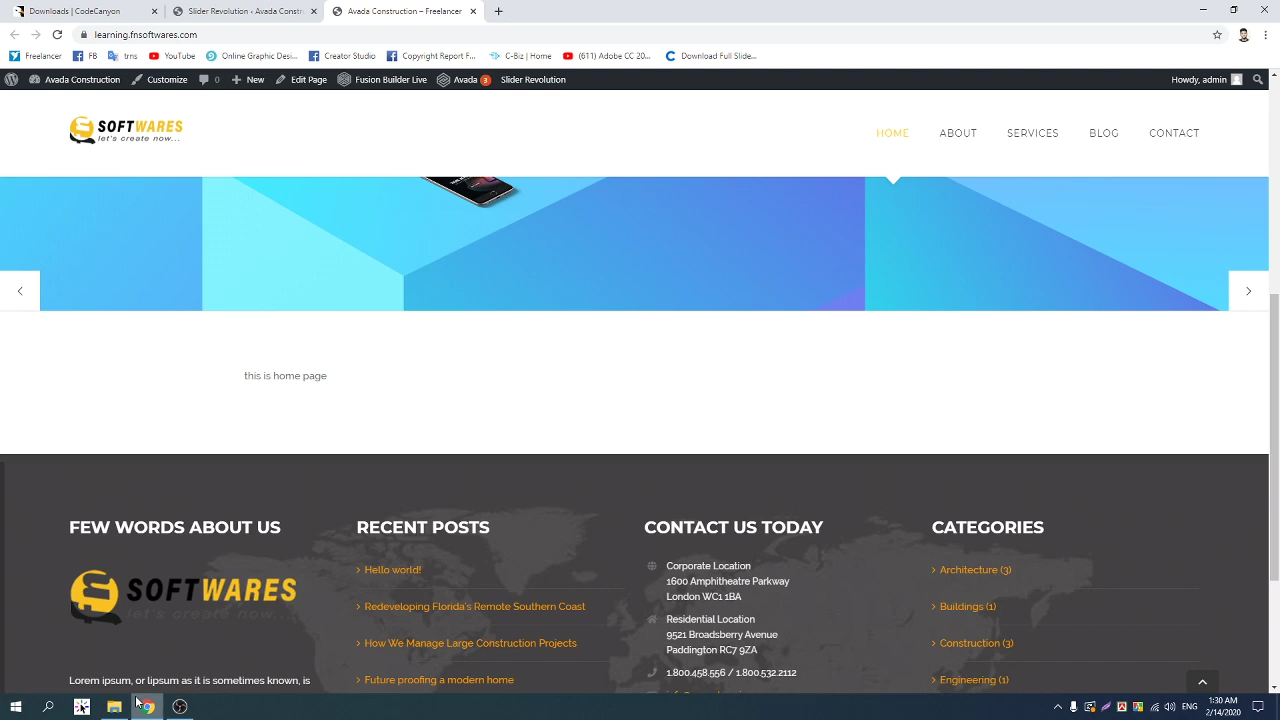 Downloads | CodeCanyon
Slider Revolution
Avada Construction – Freelancer
learning.fnsoftwares.com
Freelancer FB trns YouTube Online Graphic Desi... Creator Studio Copyright Report F... C-Biz | Home (611) Adobe CC 20... Download Full Slide...
Avada Construction Customize 0 New Edit Page Fusion Builder Live Avada 3 Slider Revolution Howdy, admin
SOFTWARES
let's create now...
HOME ABOUT SERVICES BLOG CONTACT
this is home page
FEW WORDS ABOUT US
SOFTWARES
let's create now...
Lorem ipsum, or lipsum as it is sometimes known, is
RECENT POSTS
Hello world!
Redeveloping Florida's Remote Southern Coast
How We Manage Large Construction Projects
Future proofing a modern home
CONTACT US TODAY
Corporate Location
1600 Amphitheatre Parkway
London WC1 1BA
Residential Location
9521 Broadsberry Avenue
Paddington RC7 9ZA
1.800.458.556 / 1.800.532.2112
CATEGORIES
Architecture (3)
Buildings (1)
Construction (3)
Engineering (1)
ENG
1:30 AM
2/14/2020